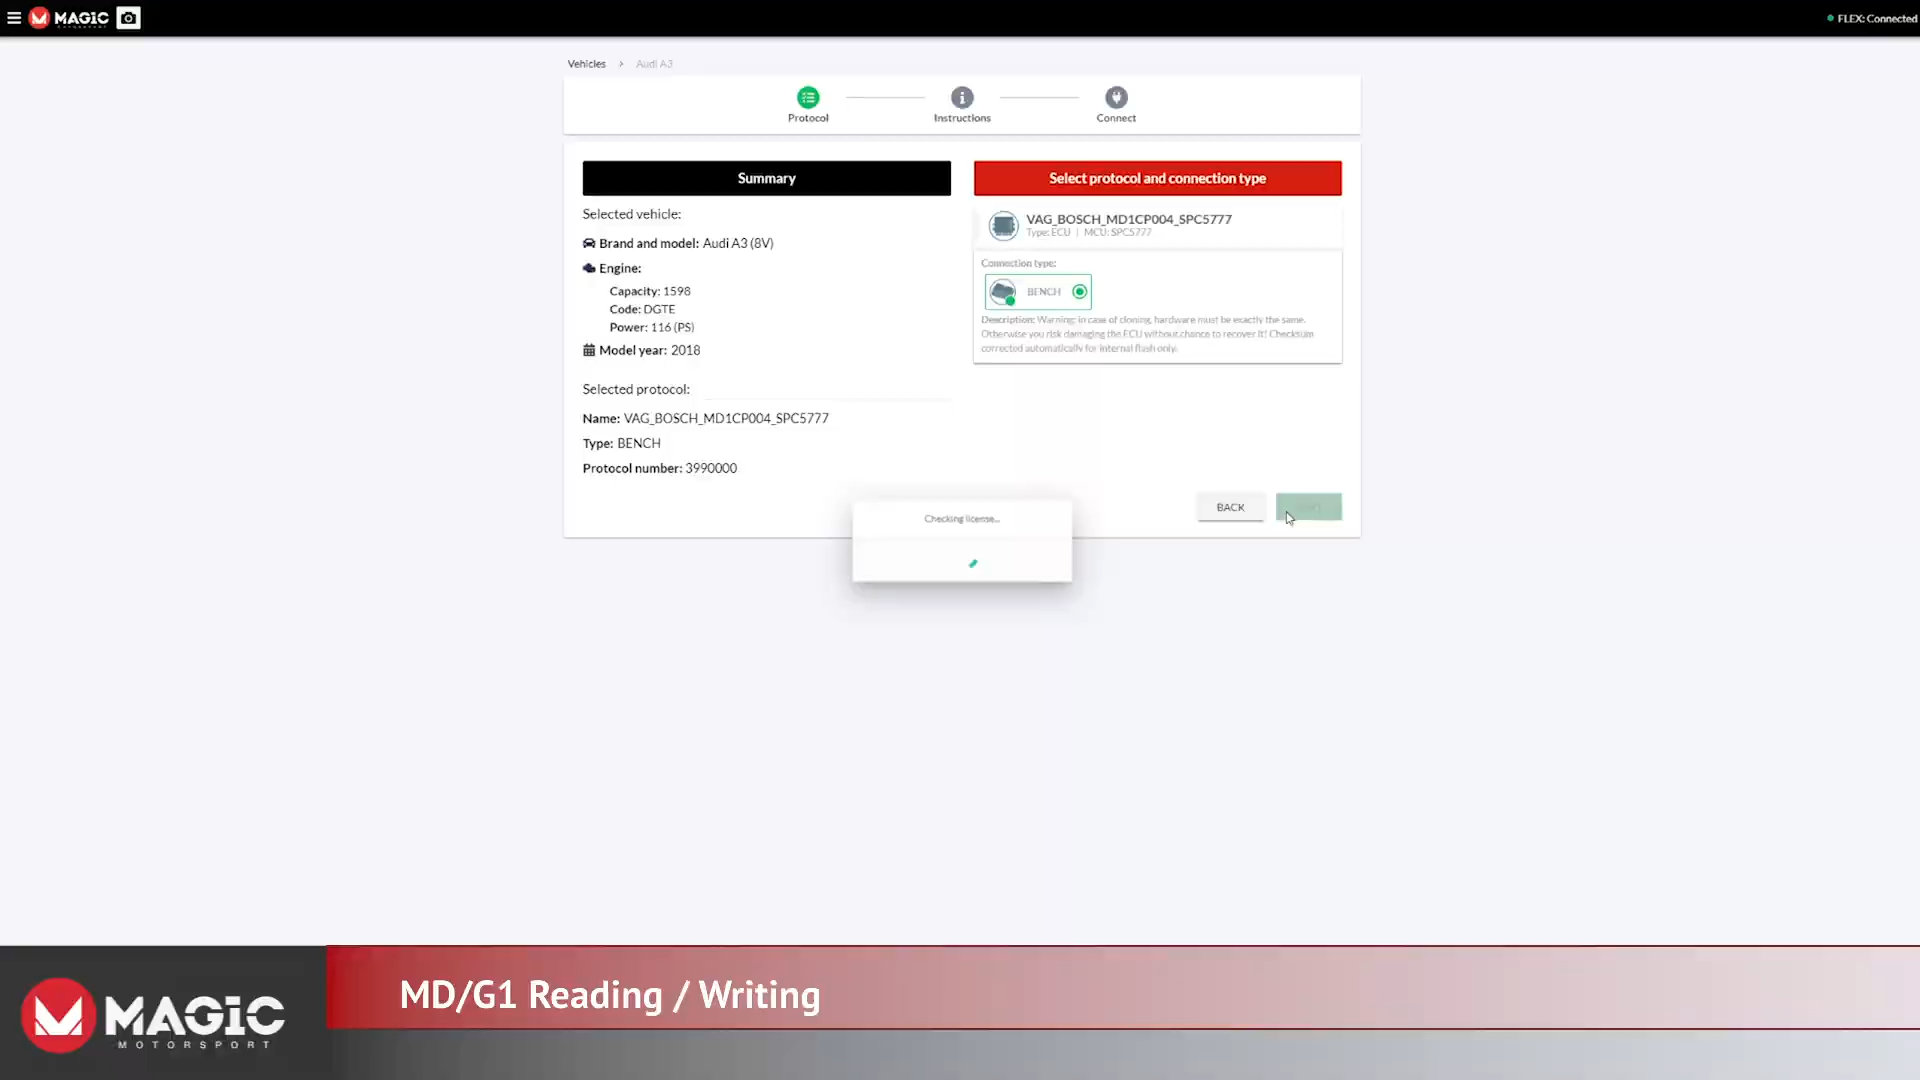 MAGIC
FLEX: Connected
Vehicles > Audi A3
Protocol
Instructions
Connect
Summary
Selected vehicle:
Brand and model: Audi A3 (8V)
Engine:
Capacity: 1598
Code: DGTE
Power: 116 (PS)
Model year: 2018
Selected protocol:
Name: VAG_BOSCH_MD1CP004_SPC5777
Type: BENCH
Protocol number: 3990000
Select protocol and connection type
VAG_BOSCH_MD1CP004_SPC5777
Type: ECU | MCU: SPC5777
Connection type:
BENCH
Description: Warning: in case of cloning, hardware must be exactly the same.
Otherwise you risk damaging the ECU without chance to recover it! Checksum
corrected automatically for internal flash only.
BACK
Checking license...
MD/G1 Reading / Writing
MAGIC
MOTORSPORT